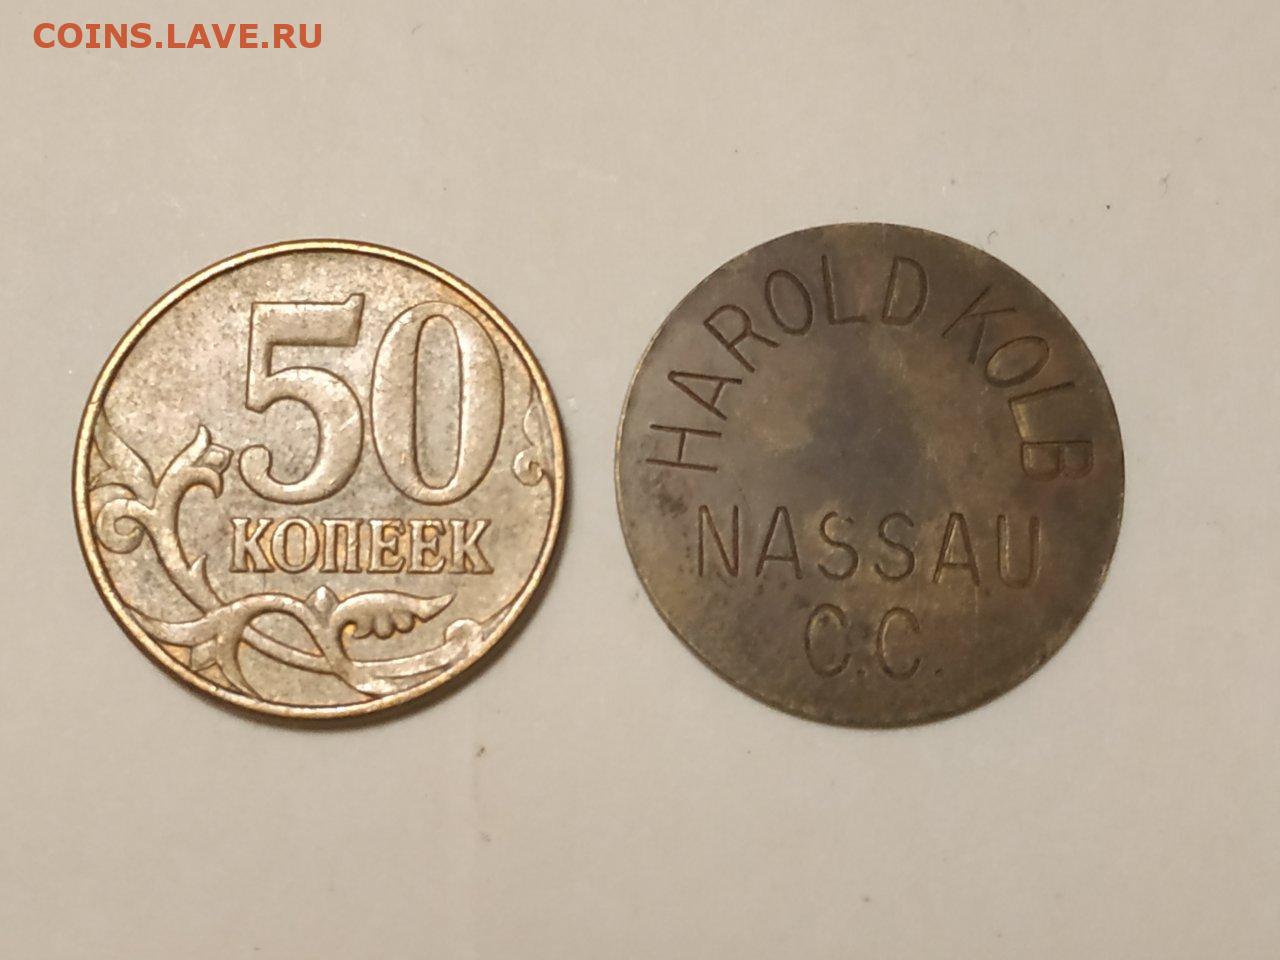 COINS.LAVE.RU
50
КОПЕЕК
HAROLD KOLB
NASSAU
C.C.